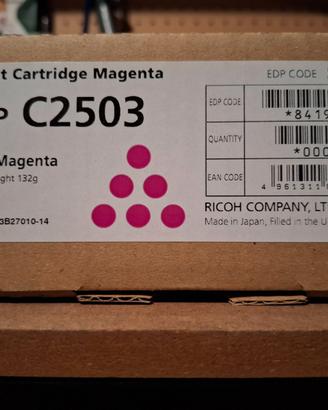 t Cartridge Magenta
EDP CODE
P C2503
EDP CODE
*8419
QUANTITY
*000
Magenta
ght 132g
EAN CODE
4 961311
RICOH COMPANY, LT
3B27010-14
Made in Japan, Filled in the U